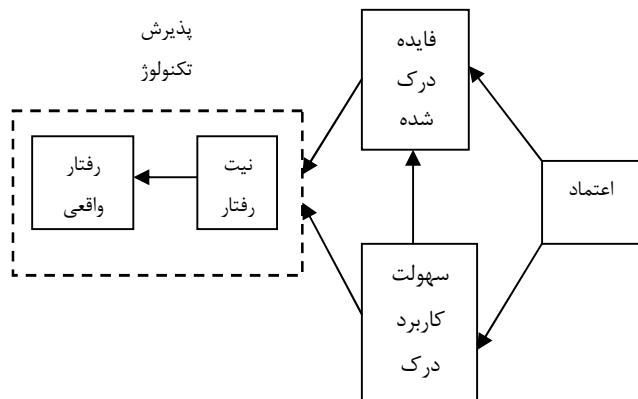 پذیرش
تکنولوژ
فایده
درک
شده
اعتماد
نیت
رفتار
رفتار
واقعی
سهولت
کاربرد
درک